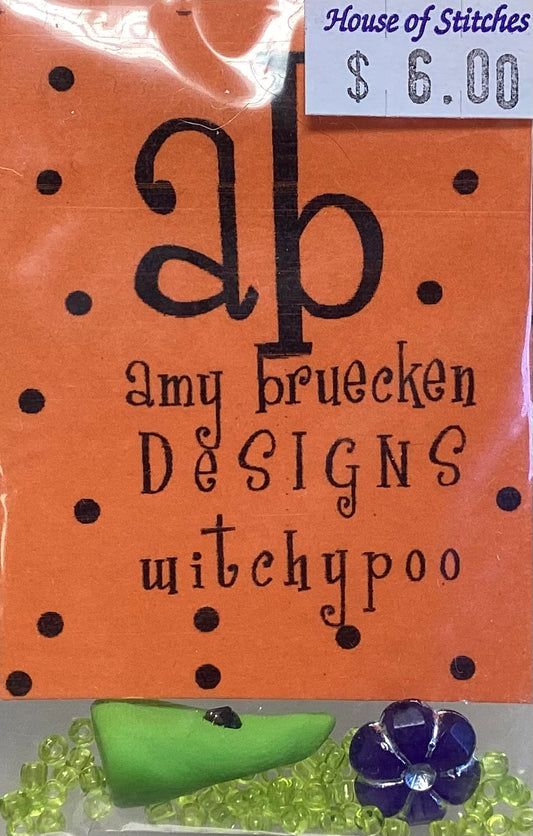 House of Stitches
$ 6.00
ab
amy bruecken
DeSIGNS
witchypoo